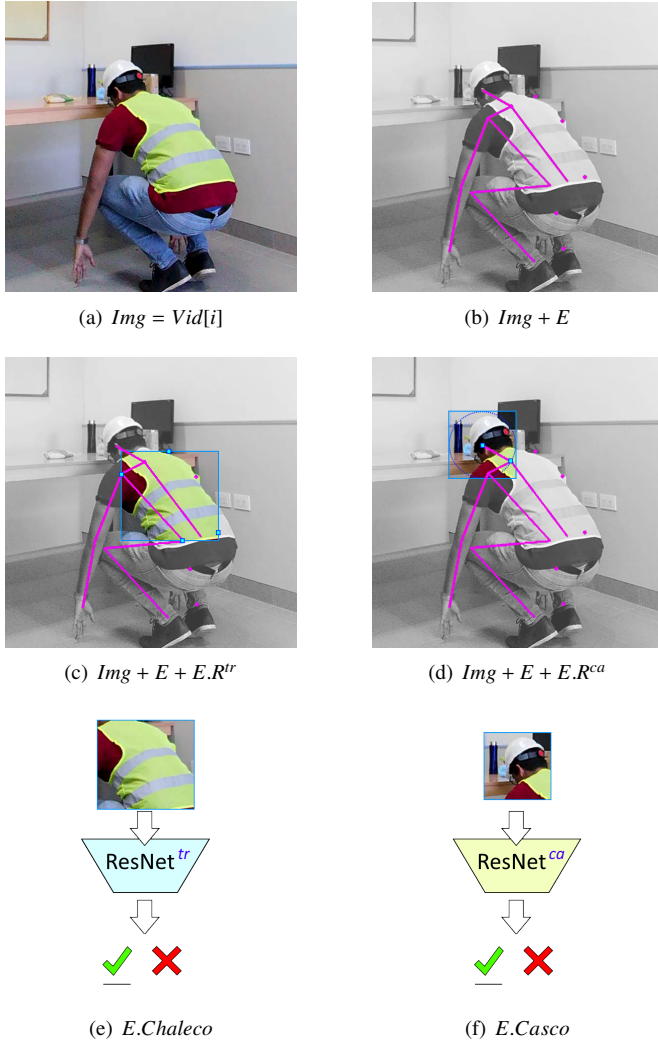 (a) Img = Vid[i]
(b) Img + E
(c) Img + E + E.R^tr
(d) Img + E + E.R^ca
ResNet^tr
ResNet^ca
(e) E.Chaleco
(f) E.Casco